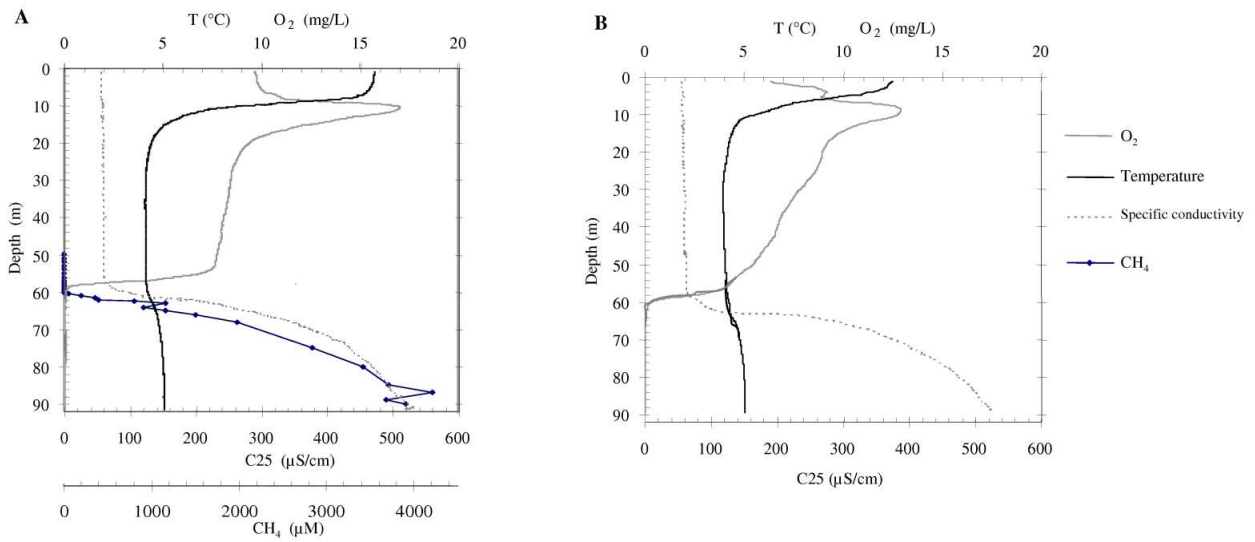 A
T (°C) O2 (mg/L)
0 5 10 15 20
0
10
20
30
40
50
60
70
80
90
Depth (m)
0 100 200 300 400 500 600
C25 (µS/cm)
0 1000 2000 3000 4000
CH4 (µM)
B
T (°C) O2 (mg/L)
0 5 10 15 20
0
10
20
30
40
50
60
70
80
90
Depth (m)
0 100 200 300 400 500 600
C25 (µS/cm)
O2
Temperature
Specific conductivity
CH4